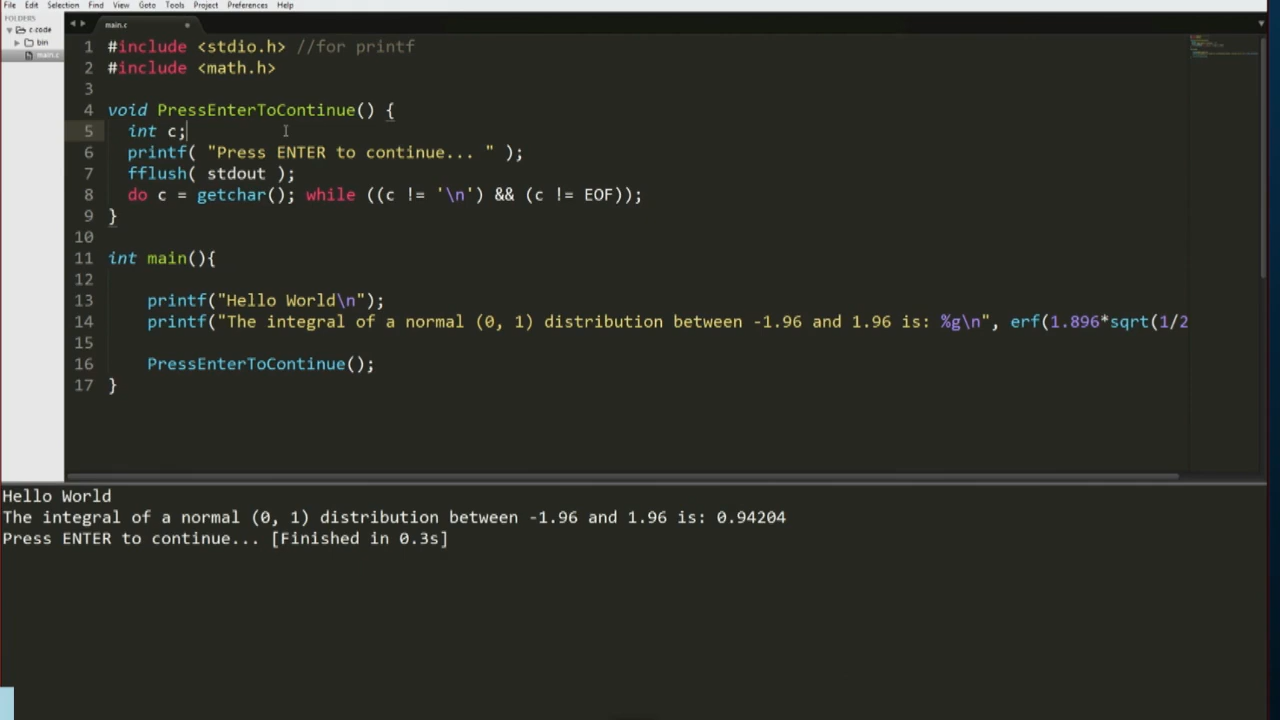 File Edit Selection Find View Goto Tools Project Preferences Help
FOLDERS
c-code
bin
main.c
main.c
1 #include <stdio.h> //for printf
2 #include <math.h>
3
4 void PressEnterToContinue() {
5 int c;
6 printf( "Press ENTER to continue... " );
7 fflush( stdout );
8 do c = getchar(); while ((c != '\n') && (c != EOF));
9 }
10
11 int main(){
12
13 printf("Hello World\n");
14 printf("The integral of a normal (0, 1) distribution between -1.96 and 1.96 is: %g\n", erf(1.896*sqrt(1/2
15
16 PressEnterToContinue();
17 }
Hello World
The integral of a normal (0, 1) distribution between -1.96 and 1.96 is: 0.94204
Press ENTER to continue... [Finished in 0.3s]